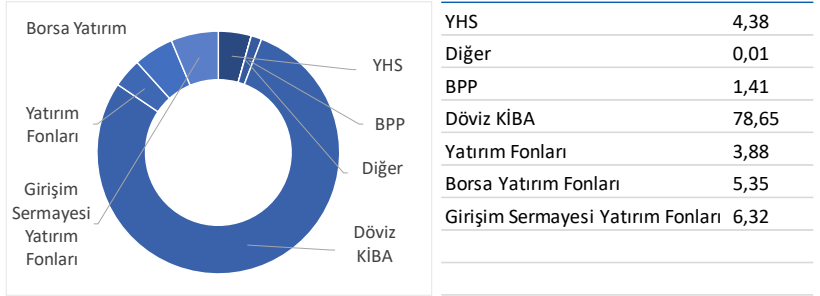 Borsa Yatırım
YHS
BPP
Diğer
Döviz
KİBA
Yatırım
Fonları
Girişim
Sermayesi
Yatırım
Fonları
YHS 4,38
Diğer 0,01
BPP 1,41
Döviz KİBA 78,65
Yatırım Fonları 3,88
Borsa Yatırım Fonları 5,35
Girişim Sermayesi Yatırım Fonları 6,32